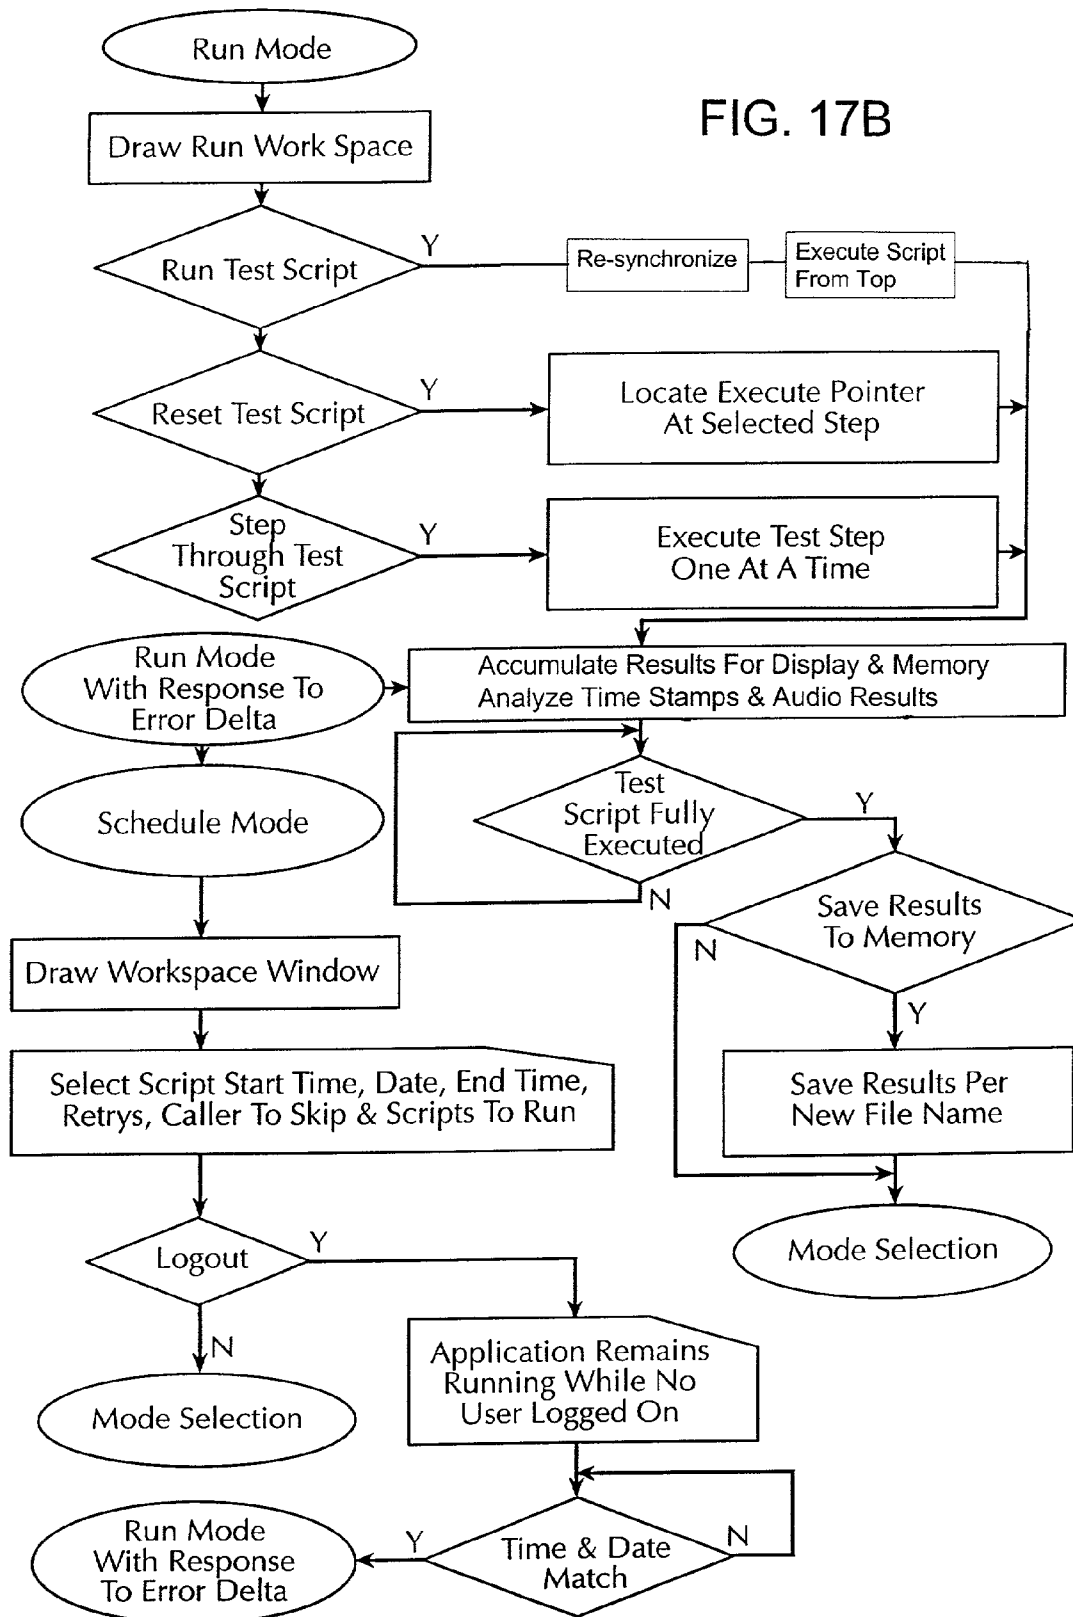 Run Mode
FIG. 17B
Draw Run Work Space
Run Test Script
Y
Re-synchronize
Execute Script
From Top
Reset Test Script
Y
Locate Execute Pointer
At Selected Step
Step
Through Test
Script
Y
Execute Test Step
One At A Time
Run Mode
With Response To
Error Delta
Accumulate Results For Display & Memory
Analyze Time Stamps & Audio Results
Schedule Mode
Test
Script Fully
Executed
Y
N
Save Results
To Memory
N
Y
Draw Workspace Window
Select Script Start Time, Date, End Time,
Retrys, Caller To Skip & Scripts To Run
Save Results Per
New File Name
Logout
Y
N
Mode Selection
Mode Selection
Application Remains
Running While No
User Logged On
Time & Date
Match
N
Y
Run Mode
With Response
To Error Delta